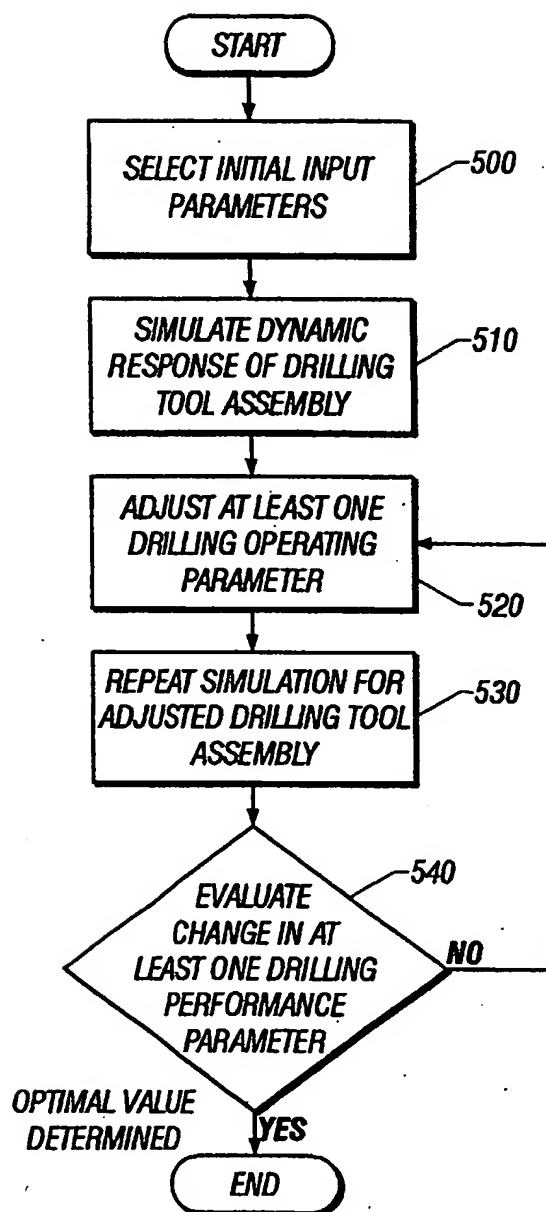 START
SELECT INITIAL INPUT
PARAMETERS
500
SIMULATE DYNAMIC
RESPONSE OF DRILLING
TOOL ASSEMBLY
510
ADJUST AT LEAST ONE
DRILLING OPERATING
PARAMETER
520
REPEAT SIMULATION FOR
ADJUSTED DRILLING TOOL
ASSEMBLY
530
EVALUATE
CHANGE IN AT
LEAST ONE DRILLING
PERFORMANCE
PARAMETER
540
NO
OPTIMAL VALUE
DETERMINED
YES
END